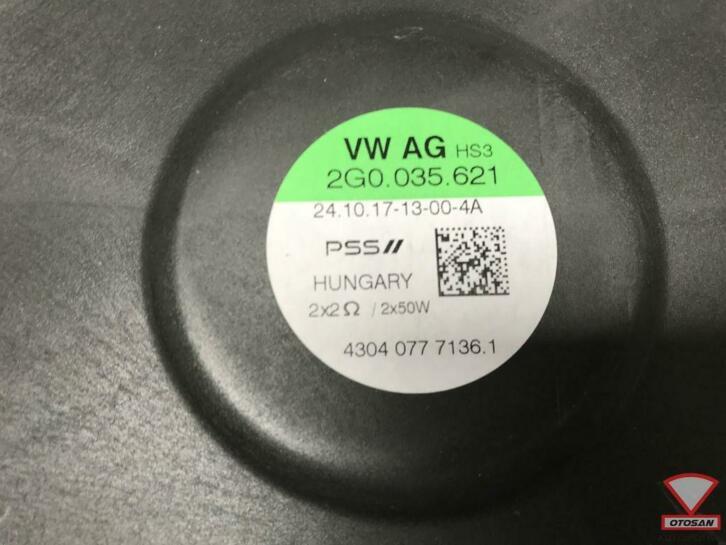 VW AG HS3
2G0.035.621
24.10.17-13-00-4A
PSS//
HUNGARY
2x2Ω / 2x50W
4304 077 7136.1
OTOSAN